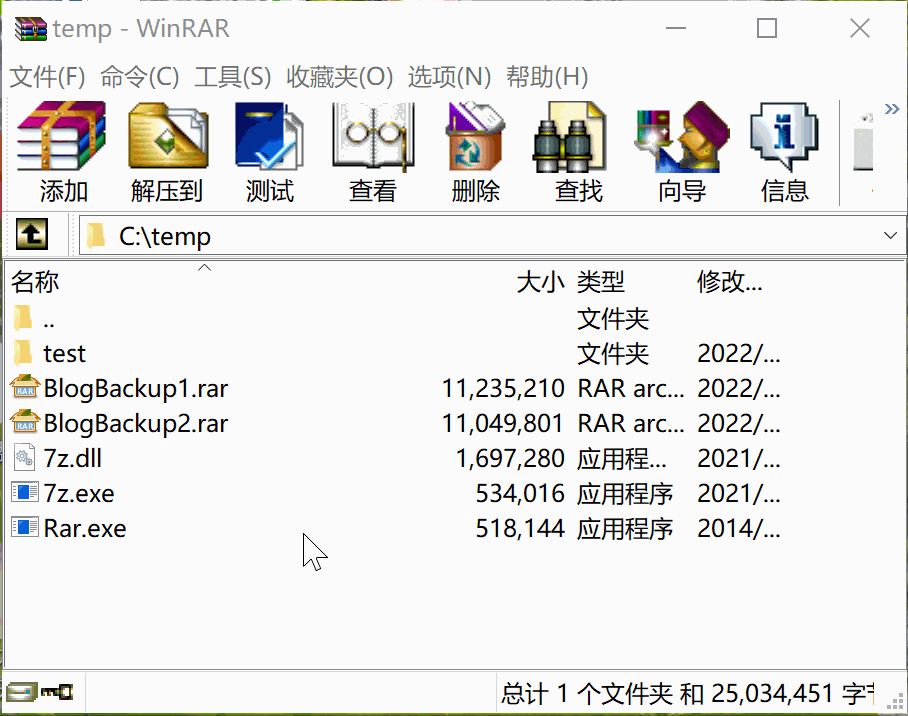 temp - WinRAR
文件(F) 命令(C) 工具(S) 收藏夹(O) 选项(N) 帮助(H)
添加 解压到 测试 查看 删除 查找 向导 信息
C:\temp
名称 大小 类型 修改...
.. 文件夹
test 文件夹 2022/...
BlogBackup1.rar 11,235,210 RAR arc... 2022/...
BlogBackup2.rar 11,049,801 RAR arc... 2022/...
7z.dll 1,697,280 应用程... 2021/...
7z.exe 534,016 应用程序 2021/...
Rar.exe 518,144 应用程序 2014/...
总计 1 个文件夹 和 25,034,451 字节